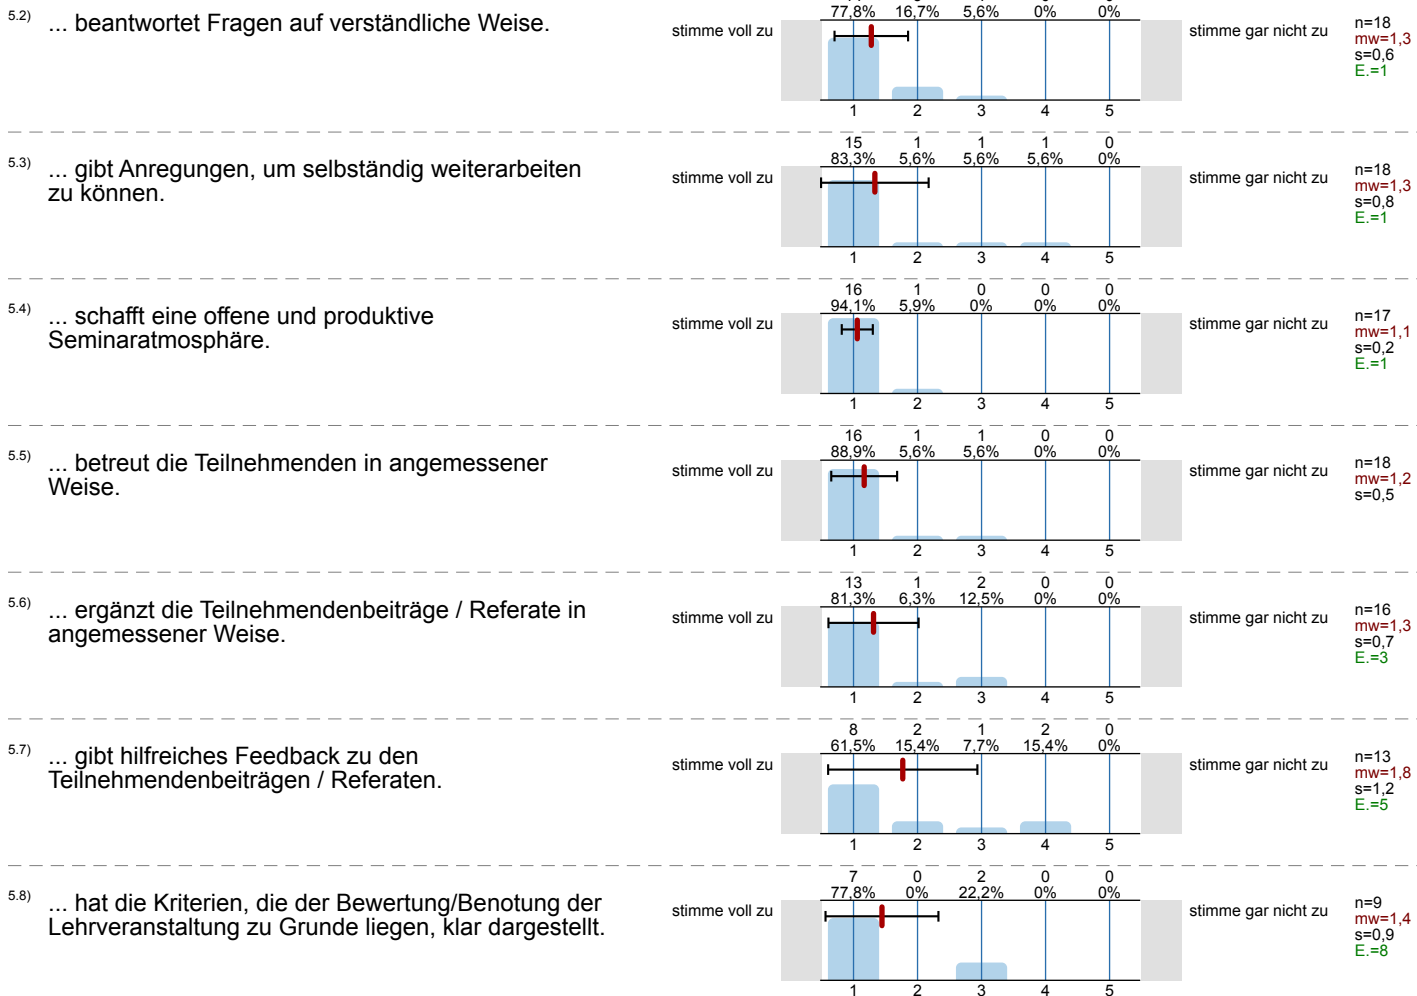 77,8% 16,7% 5,6% 0% 0%
5.2) ... beantwortet Fragen auf verständliche Weise.
stimme voll zu
stimme gar nicht zu
n=18
mw=1,3
s=0,6
E.=1
1 2 3 4 5
15 1 1 1 0
83,3% 5,6% 5,6% 5,6% 0%
5.3) ... gibt Anregungen, um selbständig weiterarbeiten
zu können.
stimme voll zu
stimme gar nicht zu
n=18
mw=1,3
s=0,8
E.=1
1 2 3 4 5
16 1 0 0 0
94,1% 5,9% 0% 0% 0%
5.4) ... schafft eine offene und produktive
Seminaratmosphäre.
stimme voll zu
stimme gar nicht zu
n=17
mw=1,1
s=0,2
E.=1
1 2 3 4 5
16 1 1 0 0
88,9% 5,6% 5,6% 0% 0%
5.5) ... betreut die Teilnehmenden in angemessener
Weise.
stimme voll zu
stimme gar nicht zu
n=18
mw=1,2
s=0,5
1 2 3 4 5
13 1 2 0 0
81,3% 6,3% 12,5% 0% 0%
5.6) ... ergänzt die Teilnehmendenbeiträge / Referate in
angemessener Weise.
stimme voll zu
stimme gar nicht zu
n=16
mw=1,3
s=0,7
E.=3
1 2 3 4 5
8 2 1 2 0
61,5% 15,4% 7,7% 15,4% 0%
5.7) ... gibt hilfreiches Feedback zu den
Teilnehmendenbeiträgen / Referaten.
stimme voll zu
stimme gar nicht zu
n=13
mw=1,8
s=1,2
E.=5
1 2 3 4 5
7 0 2 0 0
77,8% 0% 22,2% 0% 0%
5.8) ... hat die Kriterien, die der Bewertung/Benotung der
Lehrveranstaltung zu Grunde liegen, klar dargestellt.
stimme voll zu
stimme gar nicht zu
n=9
mw=1,4
s=0,9
E.=8
1 2 3 4 5